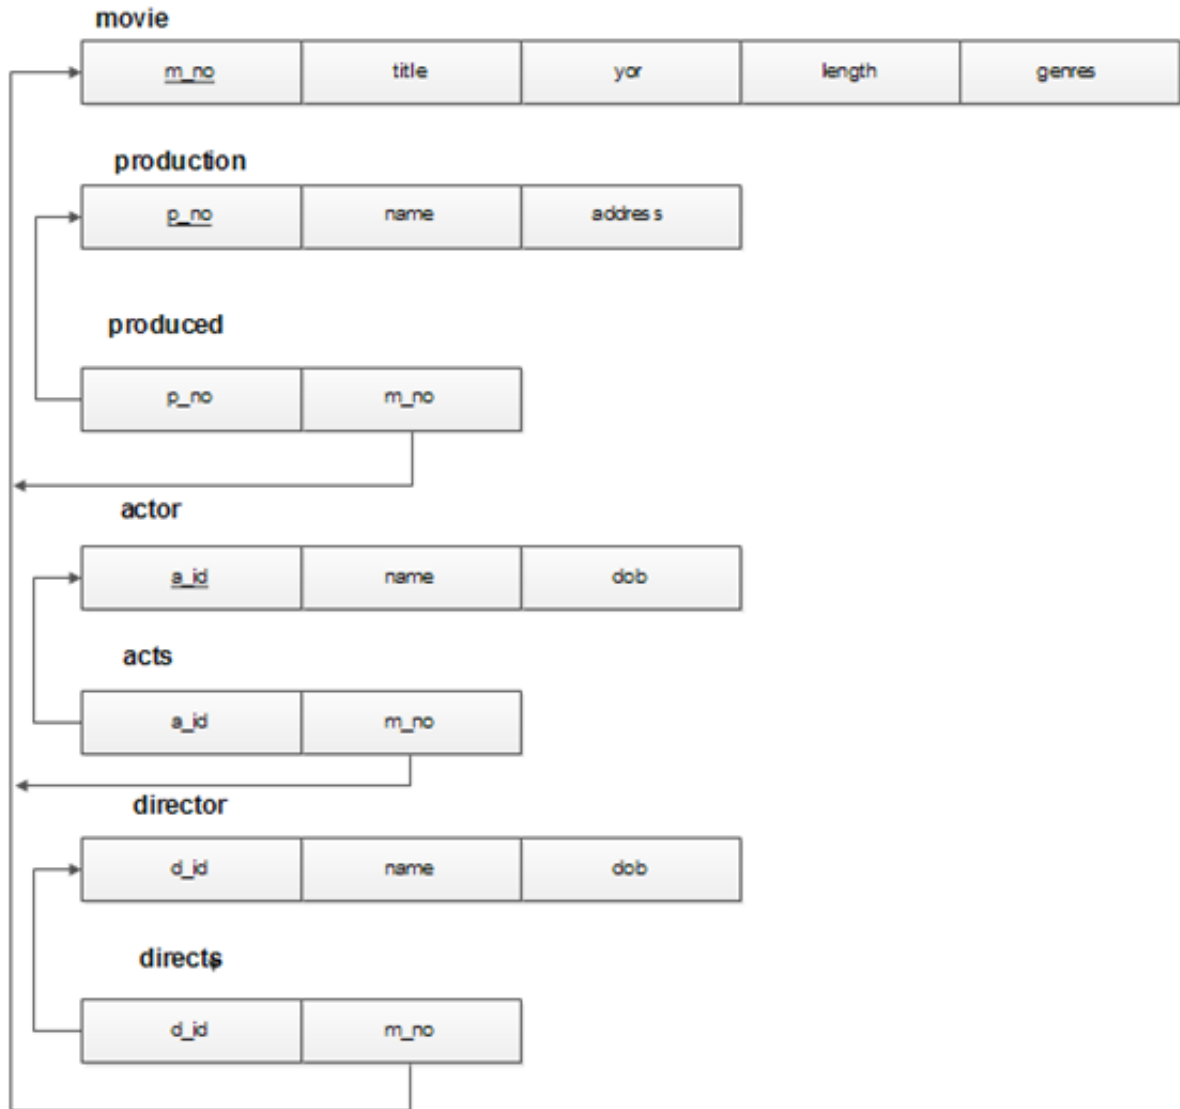 movie
m_no title yor length genres
production
p_no name address
produced
p_no m_no
actor
a_id name dob
acts
a_id m_no
director
d_id name dob
directs
d_id m_no